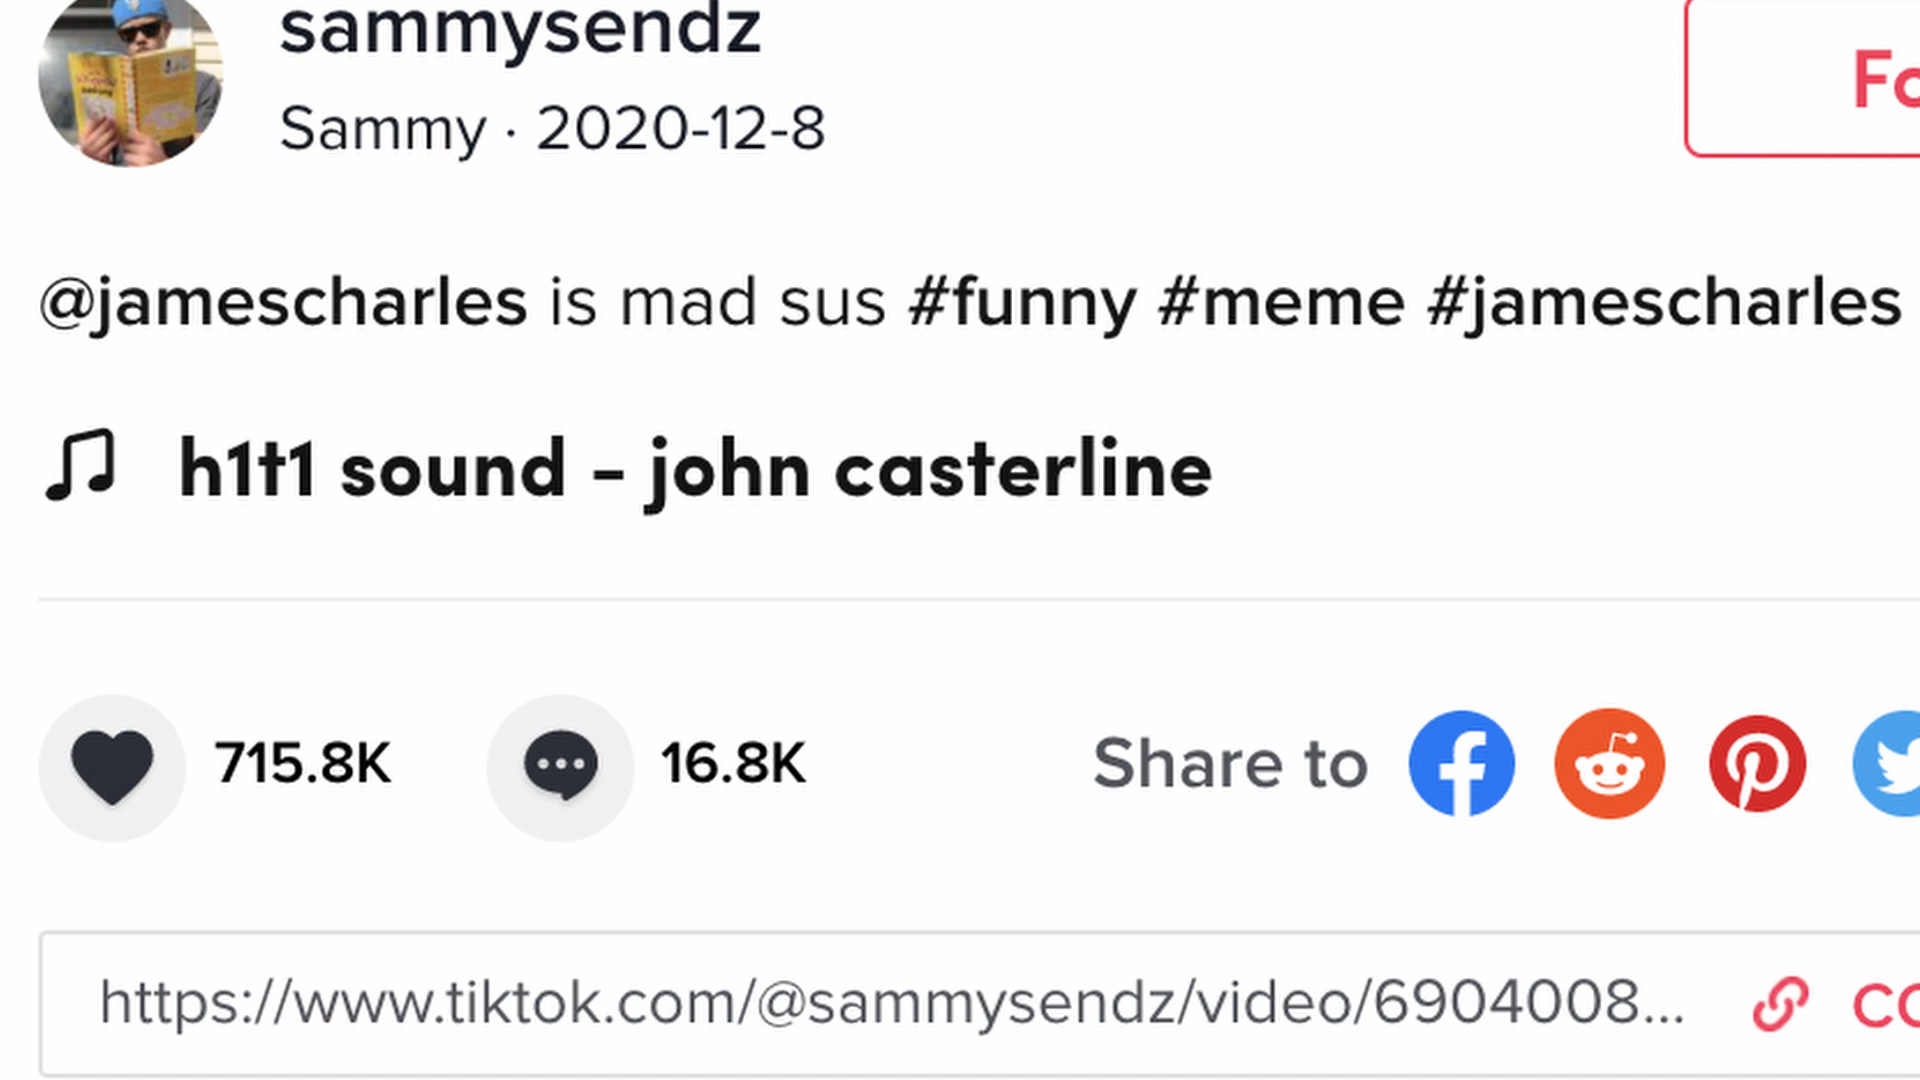 sammysendz
Sammy · 2020-12-8
Fo
@jamescharles is mad sus #funny #meme #jamescharles
h1t1 sound - john casterline
715.8K
16.8K
Share to
https://www.tiktok.com/@sammysendz/video/6904008...
CO